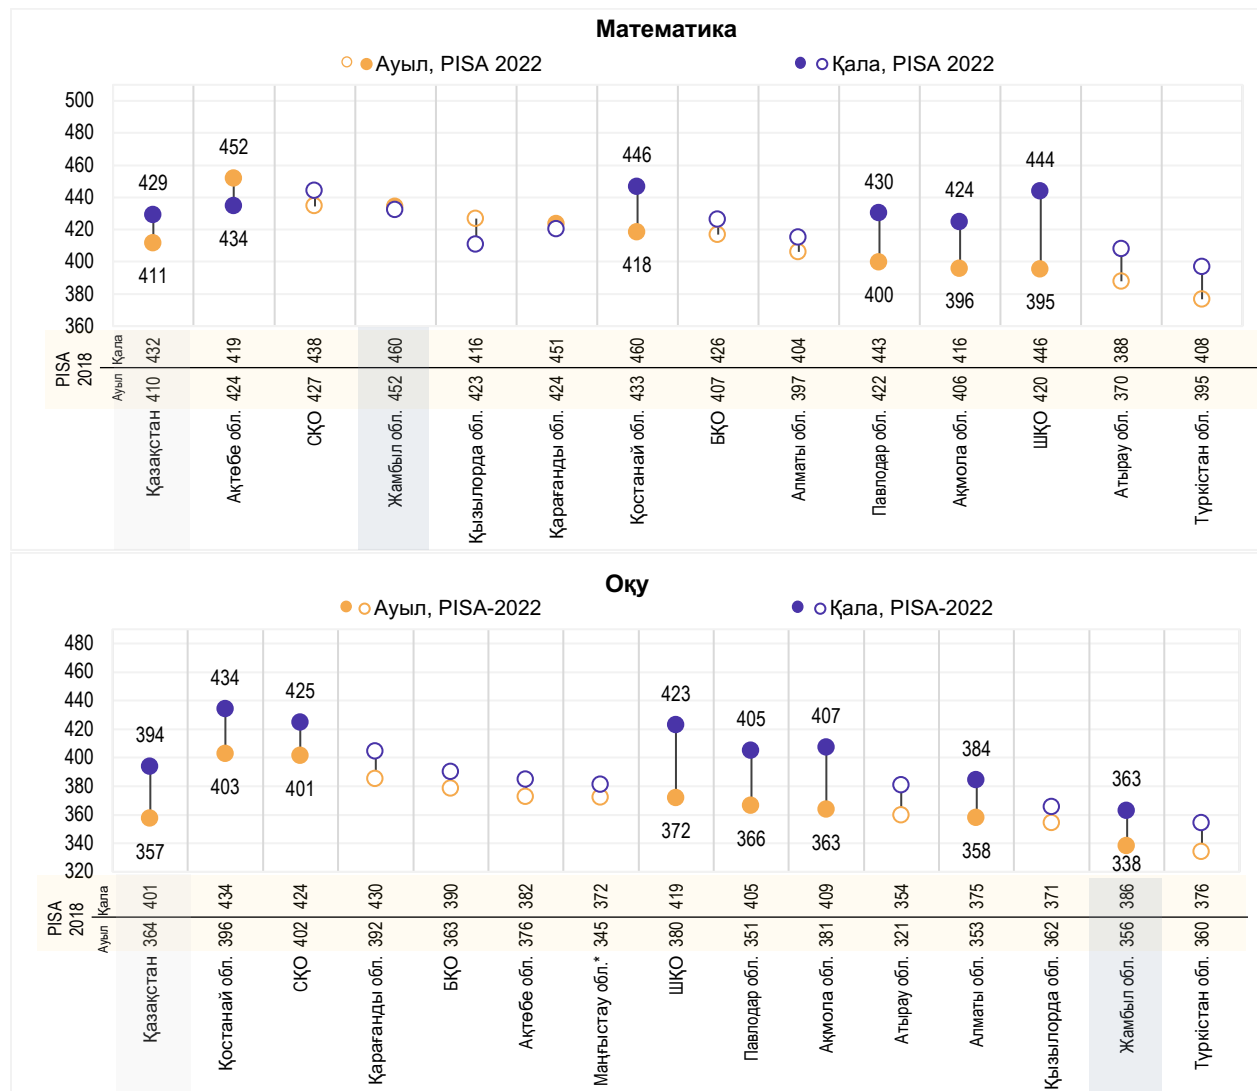 Математика
Ауыл, PISA 2022
Қала, PISA 2022
500
480
460
440
420
400
380
360
429
411
452
434
446
418
430
400
424
396
444
395
PISA 2018
Қала 432 419 438 460 416 451 460 426 404 443 416 446 388 408
Ауыл 410 424 427 452 423 424 433 407 397 422 406 420 370 395
Қазақстан
Ақтөбе обл.
СҚО
Жамбыл обл.
Қызылорда обл.
Қарағанды обл.
Қостанай обл.
БҚО
Алматы обл.
Павлодар обл.
Ақмола обл.
ШҚО
Атырау обл.
Түркістан обл.
Оқу
Ауыл, PISA-2022
Қала, PISA-2022
480
460
440
420
400
380
360
340
320
394
357
434
403
425
401
423
372
405
366
407
363
384
358
363
338
PISA 2018
Қала 401 434 424 430 390 382 372 419 405 409 354 375 371 386 376
Ауыл 364 396 402 392 363 376 345 380 351 381 321 353 362 356 360
Қазақстан
Қостанай обл.
СҚО
Қарағанды обл.
БҚО
Ақтөбе обл.
Маңғыстау обл.*
ШҚО
Павлодар обл.
Ақмола обл.
Атырау обл.
Алматы обл.
Қызылорда обл.
Жамбыл обл.
Түркістан обл.